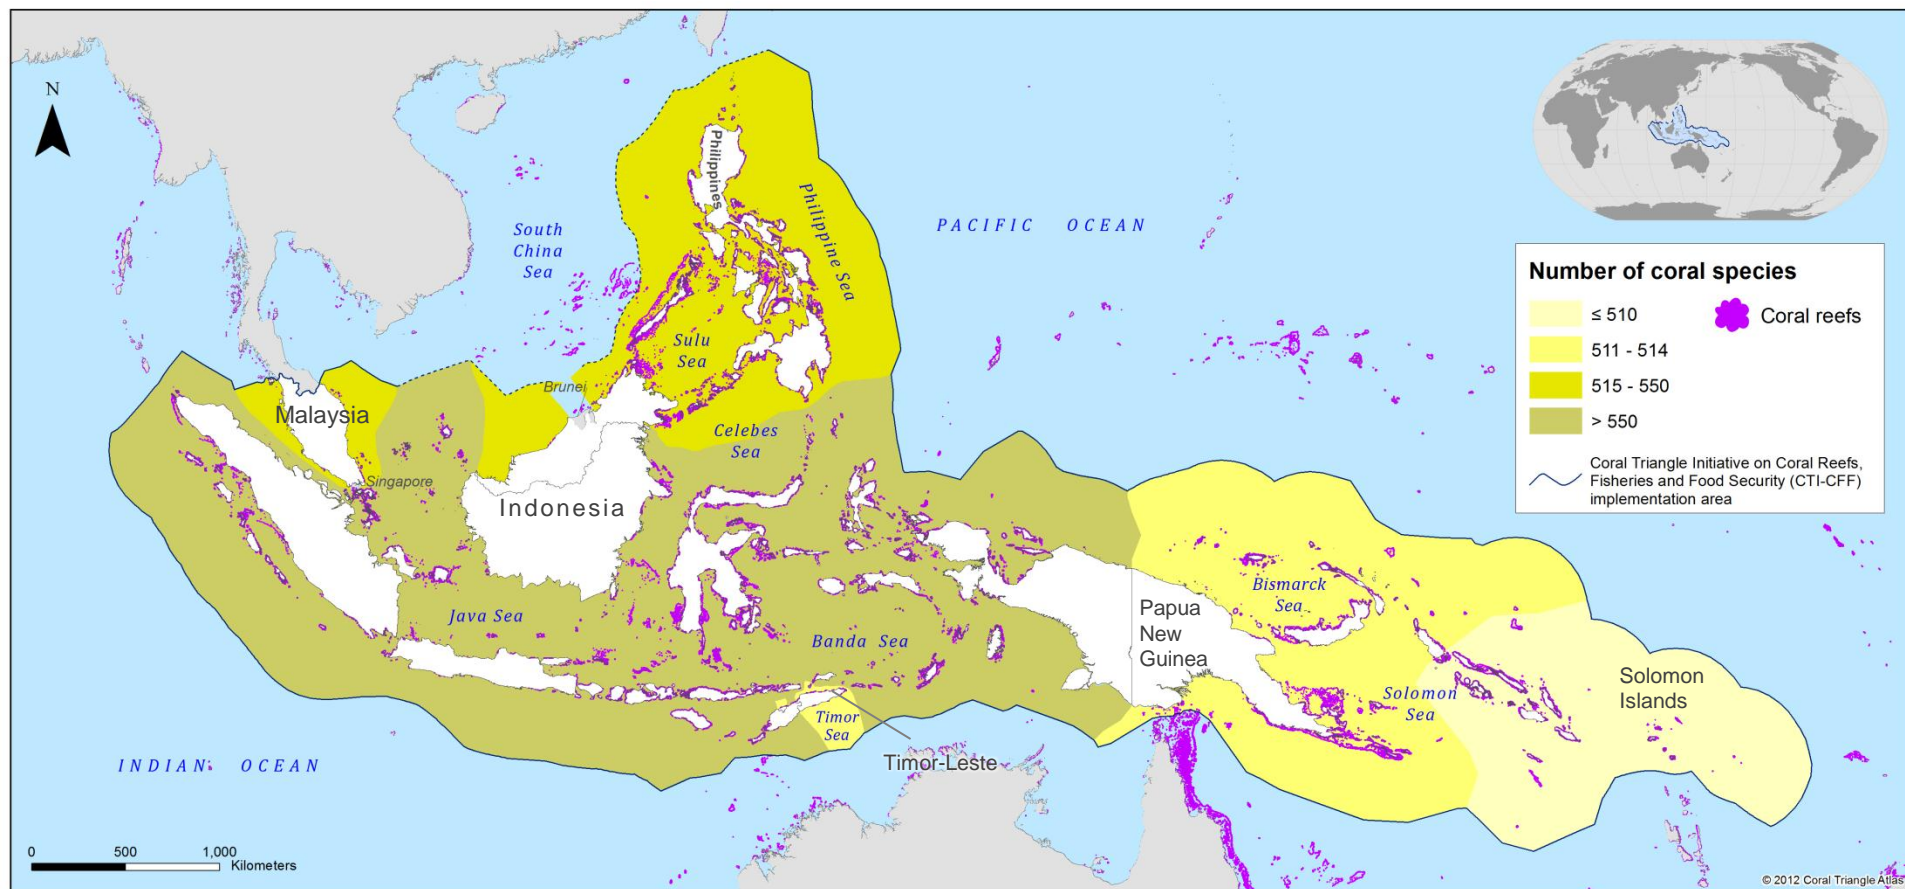 N
Philippines
Philippine Sea
South
China
Sea
PACIFIC OCEAN
Sulu
Sea
Brunei
Malaysia
Celebes
Sea
Singapore
Indonesia
Java Sea
Banda Sea
Papua
New
Guinea
Bismarck
Sea
Solomon
Sea
Solomon
Islands
Timor
Sea
Timor-Leste
INDIAN OCEAN
0 500 1,000
Kilometers
Number of coral species
≤ 510
Coral reefs
511 - 514
515 - 550
> 550
Coral Triangle Initiative on Coral Reefs,
Fisheries and Food Security (CTI-CFF)
implementation area
© 2012 Coral Triangle Atlas